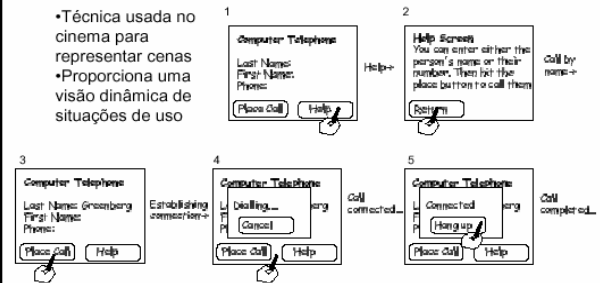 •Técnica usada no
cinema para
representar cenas
•Proporciona uma
visão dinâmica de
situações de uso
1
Computer Telephone
Last Name:
First Name:
Phone:
Place Call Help
Help→
2
Help Screen
You can enter either the
person's name or their
number. Then hit the
place button to call them
Return
Call by
name→
3
Computer Telephone
Last Name: Greenberg
First Name:
Phone:
Place Call Help
Establishing
connection→
4
Computer Telephone
L Dialling... erg
F
P
Cancel
Place Call Help
Call
connected...
5
Computer Telephone
L Connected erg
F
P
Hang up
Place Call Help
Call
completed...